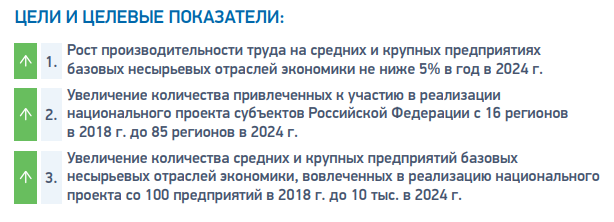 ЦЕЛИ И ЦЕЛЕВЫЕ ПОКАЗАТЕЛИ:
1. Рост производительности труда на средних и крупных предприятиях
базовых несырьевых отраслей экономики не ниже 5% в год в 2024 г.
Увеличение количества привлеченных к участию в реализации
2. национального проекта субъектов Российской Федерации с 16 регионов
в 2018 г. до 85 регионов в 2024 г.
Увеличение количества средних и крупных предприятий базовых
3. несырьевых отраслей экономики, вовлеченных в реализацию национального
проекта со 100 предприятий в 2018 г. до 10 тыс. в 2024 г.